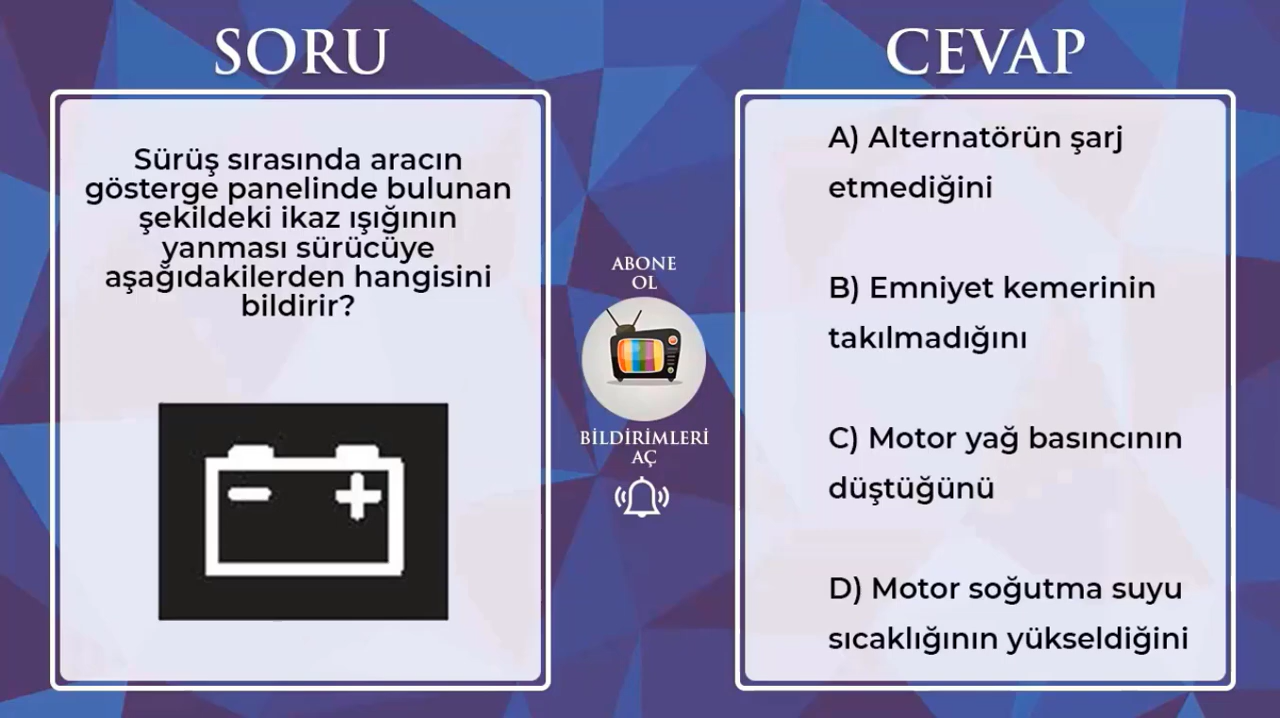 SORU
Sürüş sırasında aracın
gösterge panelinde bulunan
şekildeki ikaz ışığının
yanması sürücüye
aşağıdakilerden hangisini
bildirir?
ABONE
OL
BİLDİRİMLERİ
AÇ
CEVAP
A) Alternatörün şarj
etmediğini
B) Emniyet kemerinin
takılmadığını
C) Motor yağ basıncının
düştüğünü
D) Motor soğutma suyu
sıcaklığının yükseldiğini